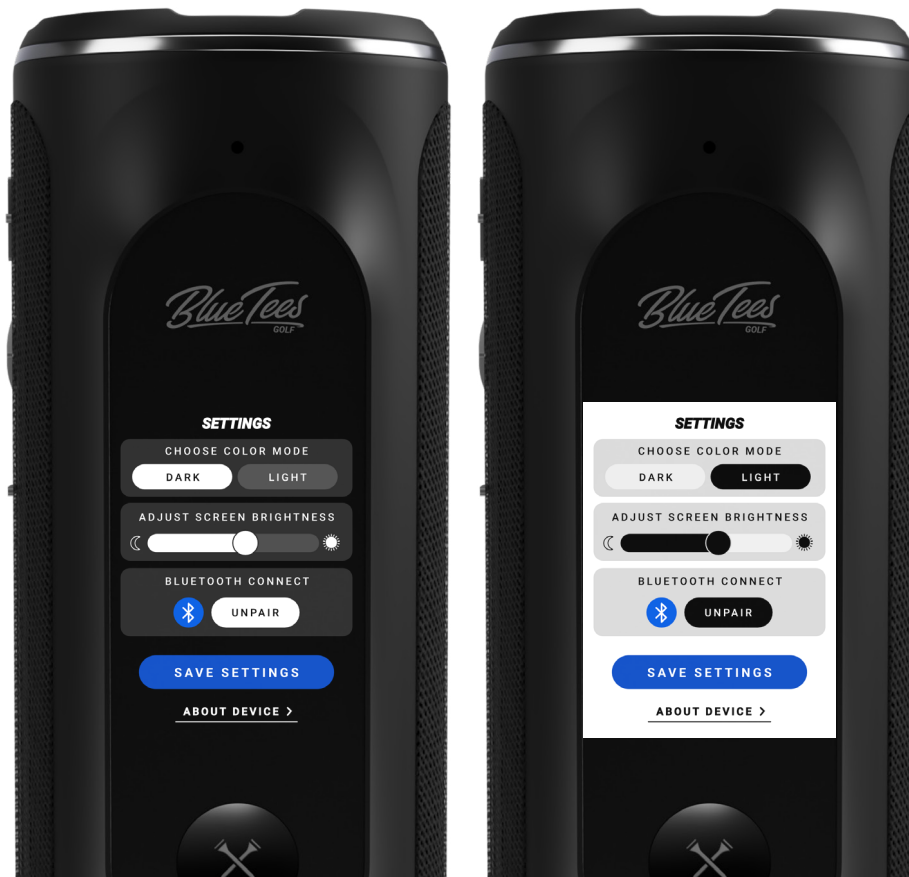 Blue Tees
GOLF
SETTINGS
CHOOSE COLOR MODE
DARK LIGHT
ADJUST SCREEN BRIGHTNESS
BLUETOOTH CONNECT
UNPAIR
SAVE SETTINGS
ABOUT DEVICE >
Blue Tees
GOLF
SETTINGS
CHOOSE COLOR MODE
DARK LIGHT
ADJUST SCREEN BRIGHTNESS
BLUETOOTH CONNECT
UNPAIR
SAVE SETTINGS
ABOUT DEVICE >